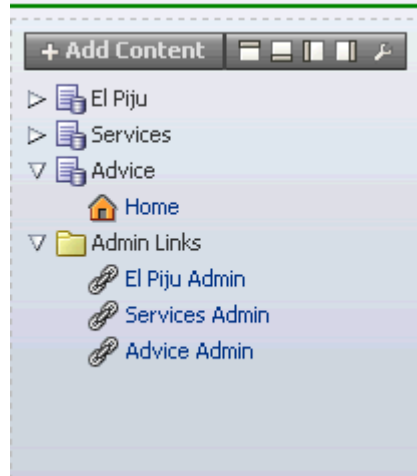 + Add Content
El Piju
Services
Advice
Home
Admin Links
El Piju Admin
Services Admin
Advice Admin